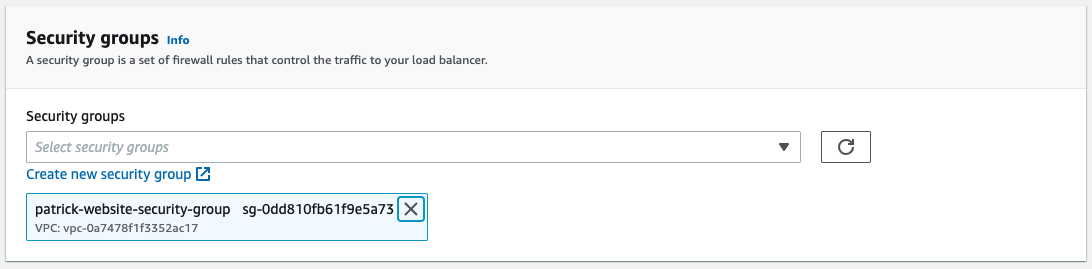 Security groups Info
A security group is a set of firewall rules that control the traffic to your load balancer.
Security groups
Select security groups
Create new security group
patrick-website-security-group sg-0dd810fb61f9e5a73
VPC: vpc-0a7478f1f3352ac17